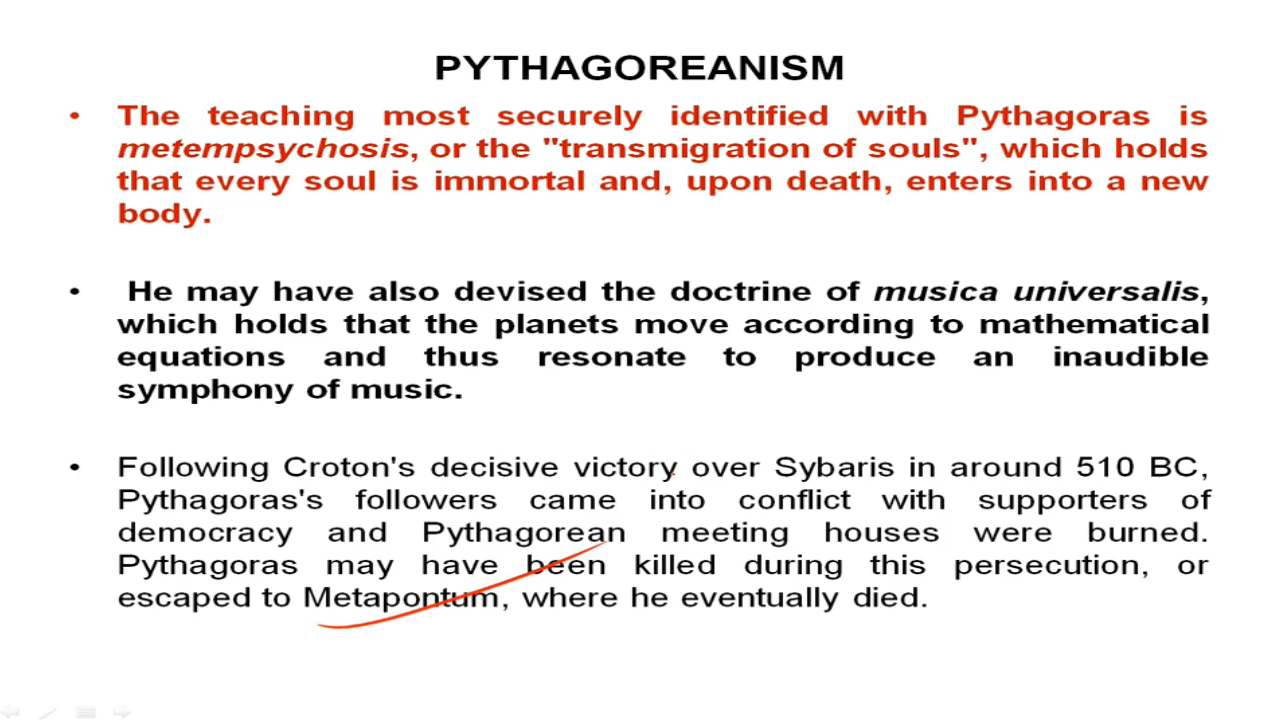 PYTHAGOREANISM
• The teaching most securely identified with Pythagoras is
metempsychosis, or the "transmigration of souls", which holds
that every soul is immortal and, upon death, enters into a new
body.
• He may have also devised the doctrine of musica universalis,
which holds that the planets move according to mathematical
equations and thus resonate to produce an inaudible
symphony of music.
• Following Croton's decisive victory over Sybaris in around 510 BC,
Pythagoras's followers came into conflict with supporters of
democracy and Pythagorean meeting houses were burned.
Pythagoras may have been killed during this persecution, or
escaped to Metapontum, where he eventually died.